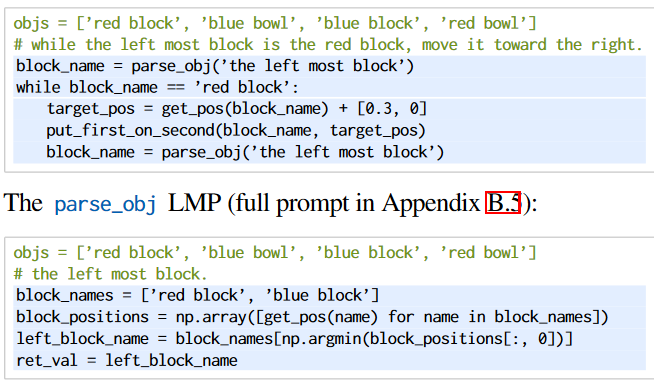 objs = [’red block’, ’blue bowl’, ’blue block’, ’red bowl’]
# while the left most block is the red block, move it toward the right.
block_name = parse_obj(’the left most block’)
while block_name == ’red block’:
    target_pos = get_pos(block_name) + [0.3, 0]
    put_first_on_second(block_name, target_pos)
    block_name = parse_obj(’the left most block’)
The parse_obj LMP (full prompt in Appendix B.5):
objs = [’red block’, ’blue bowl’, ’blue block’, ’red bowl’]
# the left most block.
block_names = [’red block’, ’blue block’]
block_positions = np.array([get_pos(name) for name in block_names])
left_block_name = block_names[np.argmin(block_positions[:, 0])]
ret_val = left_block_name